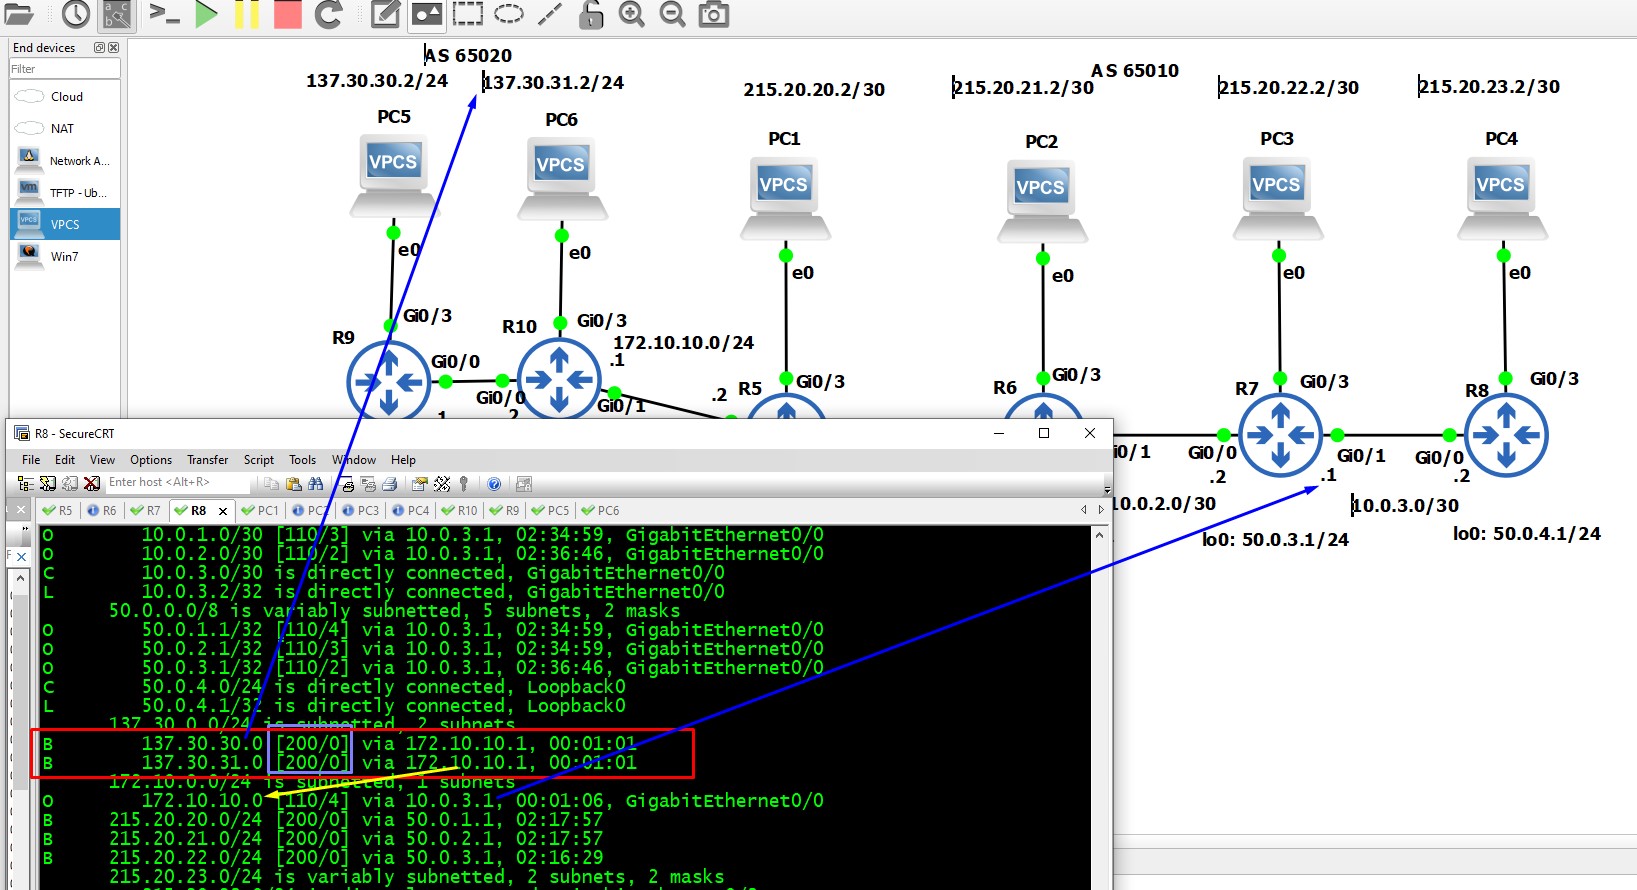 End devices
Filter
Cloud
NAT
Network A...
TFTP - Ub...
VPCS
Win7
AS 65020
137.30.30.2/24
137.30.31.2/24
215.20.20.2/30
215.20.21.2/30
AS 65010
215.20.22.2/30
215.20.23.2/30
PC5
PC6
PC1
PC2
PC3
PC4
VPCS
VPCS
VPCS
VPCS
VPCS
VPCS
e0
e0
e0
e0
e0
e0
R9
Gi0/3
R10
Gi0/3
172.10.10.0/24
.1
Gi0/0
Gi0/0
Gi0/1
.2
R5
Gi0/3
R6
Gi0/3
R7
Gi0/3
R8
Gi0/3
1
2
i0/1
Gi0/0
.2
Gi0/1
.1
Gi0/0
.2
10.0.2.0/30
10.0.3.0/30
lo0: 50.0.3.1/24
lo0: 50.0.4.1/24
R8 - SecureCRT
File Edit View Options Transfer Script Tools Window Help
Enter host <Alt+R>
R5 R6 R7 R8 PC1 PC2 PC3 PC4 R10 R9 PC5 PC6
O 10.0.1.0/30 [110/3] via 10.0.3.1, 02:34:59, GigabitEthernet0/0
O 10.0.2.0/30 [110/2] via 10.0.3.1, 02:36:46, GigabitEthernet0/0
C 10.0.3.0/30 is directly connected, GigabitEthernet0/0
L 10.0.3.2/32 is directly connected, GigabitEthernet0/0
50.0.0.0/8 is variably subnetted, 5 subnets, 2 masks
O 50.0.1.1/32 [110/4] via 10.0.3.1, 02:34:59, GigabitEthernet0/0
O 50.0.2.1/32 [110/3] via 10.0.3.1, 02:34:59, GigabitEthernet0/0
O 50.0.3.1/32 [110/2] via 10.0.3.1, 02:36:46, GigabitEthernet0/0
C 50.0.4.0/24 is directly connected, Loopback0
L 50.0.4.1/32 is directly connected, Loopback0
137.30.0.0/24 is subnetted, 2 subnets
B 137.30.30.0 [200/0] via 172.10.10.1, 00:01:01
B 137.30.31.0 [200/0] via 172.10.10.1, 00:01:01
172.10.0.0/24 is subnetted, 1 subnets
O 172.10.10.0 [110/4] via 10.0.3.1, 00:01:06, GigabitEthernet0/0
B 215.20.20.0/24 [200/0] via 50.0.1.1, 02:17:57
B 215.20.21.0/24 [200/0] via 50.0.2.1, 02:17:57
B 215.20.22.0/24 [200/0] via 50.0.3.1, 02:16:29
215.20.23.0/24 is variably subnetted, 2 subnets, 2 masks